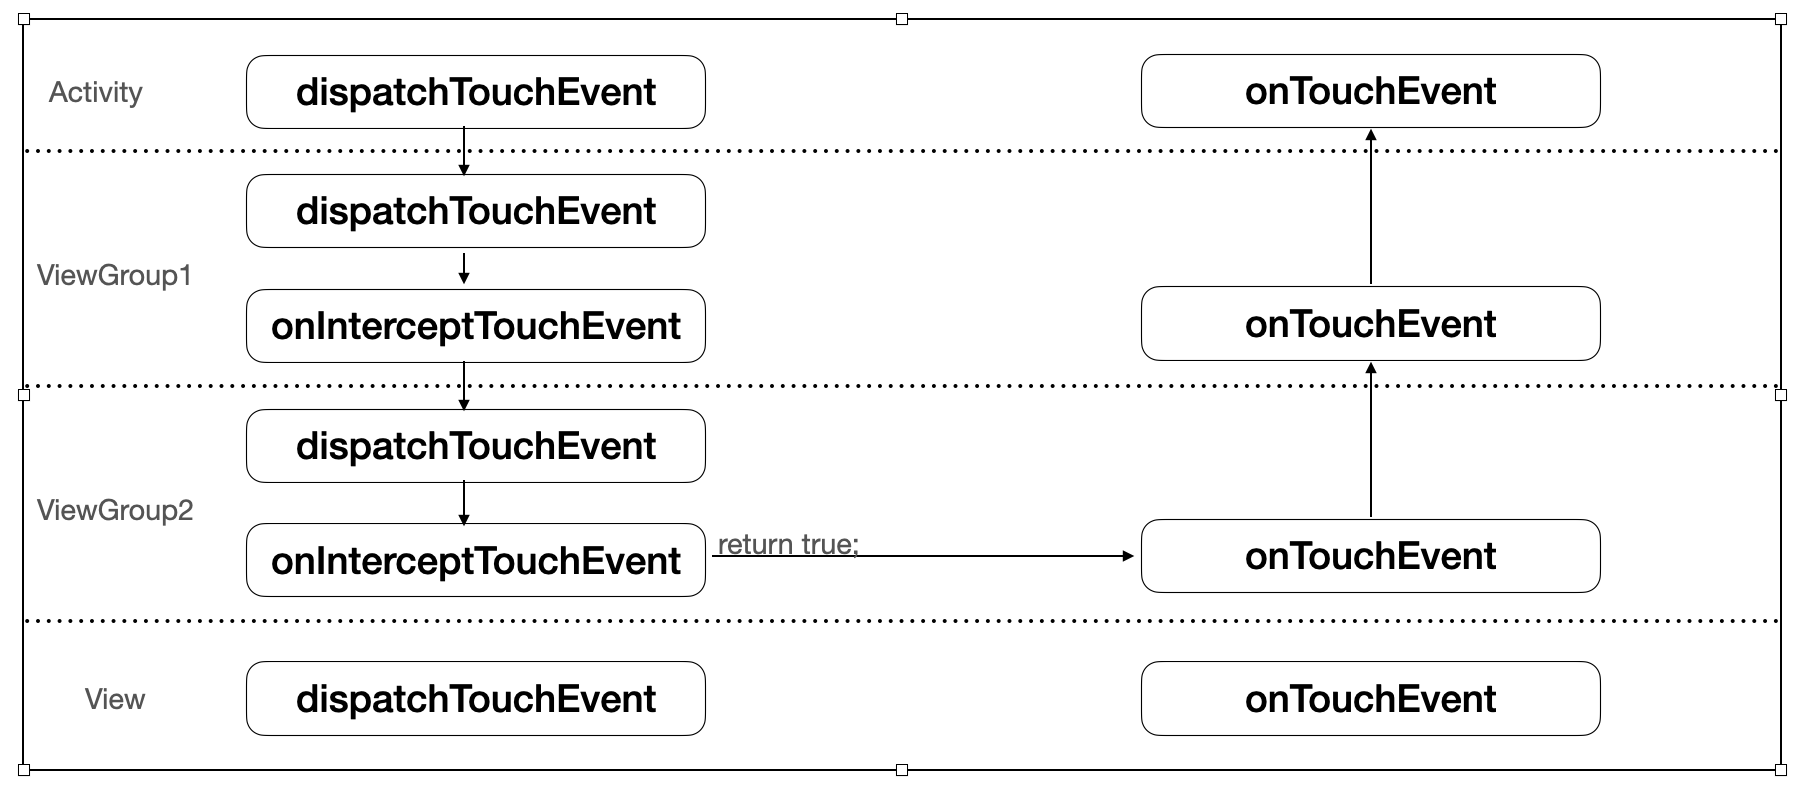 Activity
dispatchTouchEvent
onTouchEvent
dispatchTouchEvent
ViewGroup1
onInterceptTouchEvent
onTouchEvent
dispatchTouchEvent
ViewGroup2
onInterceptTouchEvent
return true;
onTouchEvent
View
dispatchTouchEvent
onTouchEvent